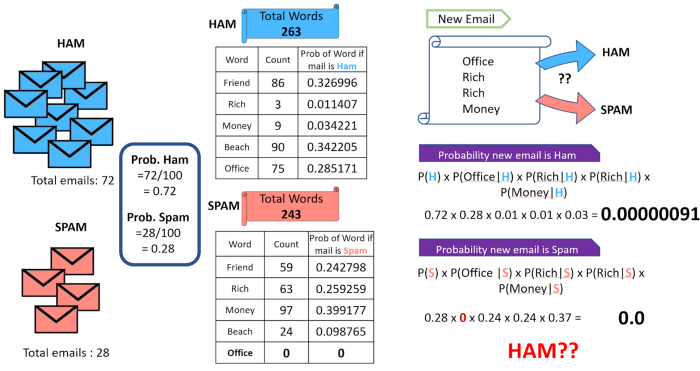 HAM
Total emails: 72
SPAM
Total emails : 28
Prob. Ham
=72/100
= 0.72
Prob. Spam
=28/100
= 0.28
HAM
Total Words
263
Word Count Prob of Word if mail is Ham
Friend 86 0.326996
Rich 3 0.011407
Money 9 0.034221
Beach 90 0.342205
Office 75 0.285171
SPAM
Total Words
243
Word Count Prob of Word if mail is Spam
Friend 59 0.242798
Rich 63 0.259259
Money 97 0.399177
Beach 24 0.098765
Office 0 0
New Email
Office
Rich
Rich
Money
HAM
??
SPAM
Probability new email is Ham
P(H) x P(Office|H) x P(Rich|H) x P(Rich|H) x
P(Money|H)
0.72 x 0.28 x 0.01 x 0.01 x 0.03 = 0.00000091
Probability new email is Spam
P(S) x P(Office |S) x P(Rich|S) x P(Rich|S) x
P(Money|S)
0.28 x 0 x 0.24 x 0.24 x 0.37 = 0.0
HAM??